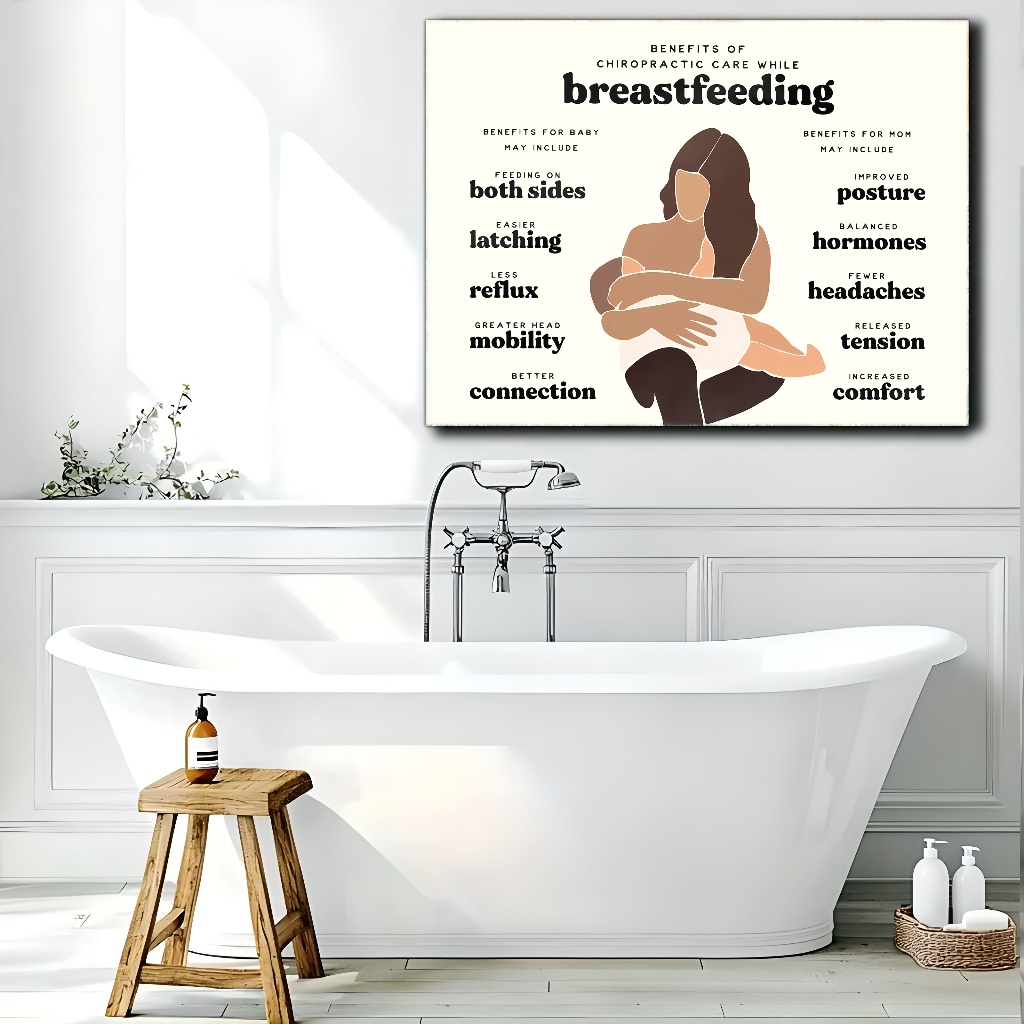 BENEFITS OF
CHIROPRACTIC CARE WHILE
breastfeeding
BENEFITS FOR BABY
MAY INCLUDE
FEEDING ON
both sides
EASIER
latching
LESS
reflux
GREATER HEAD
mobility
BETTER
connection
BENEFITS FOR MOM
MAY INCLUDE
IMPROVED
posture
BALANCED
hormones
FEWER
headaches
RELEASED
tension
INCREASED
comfort